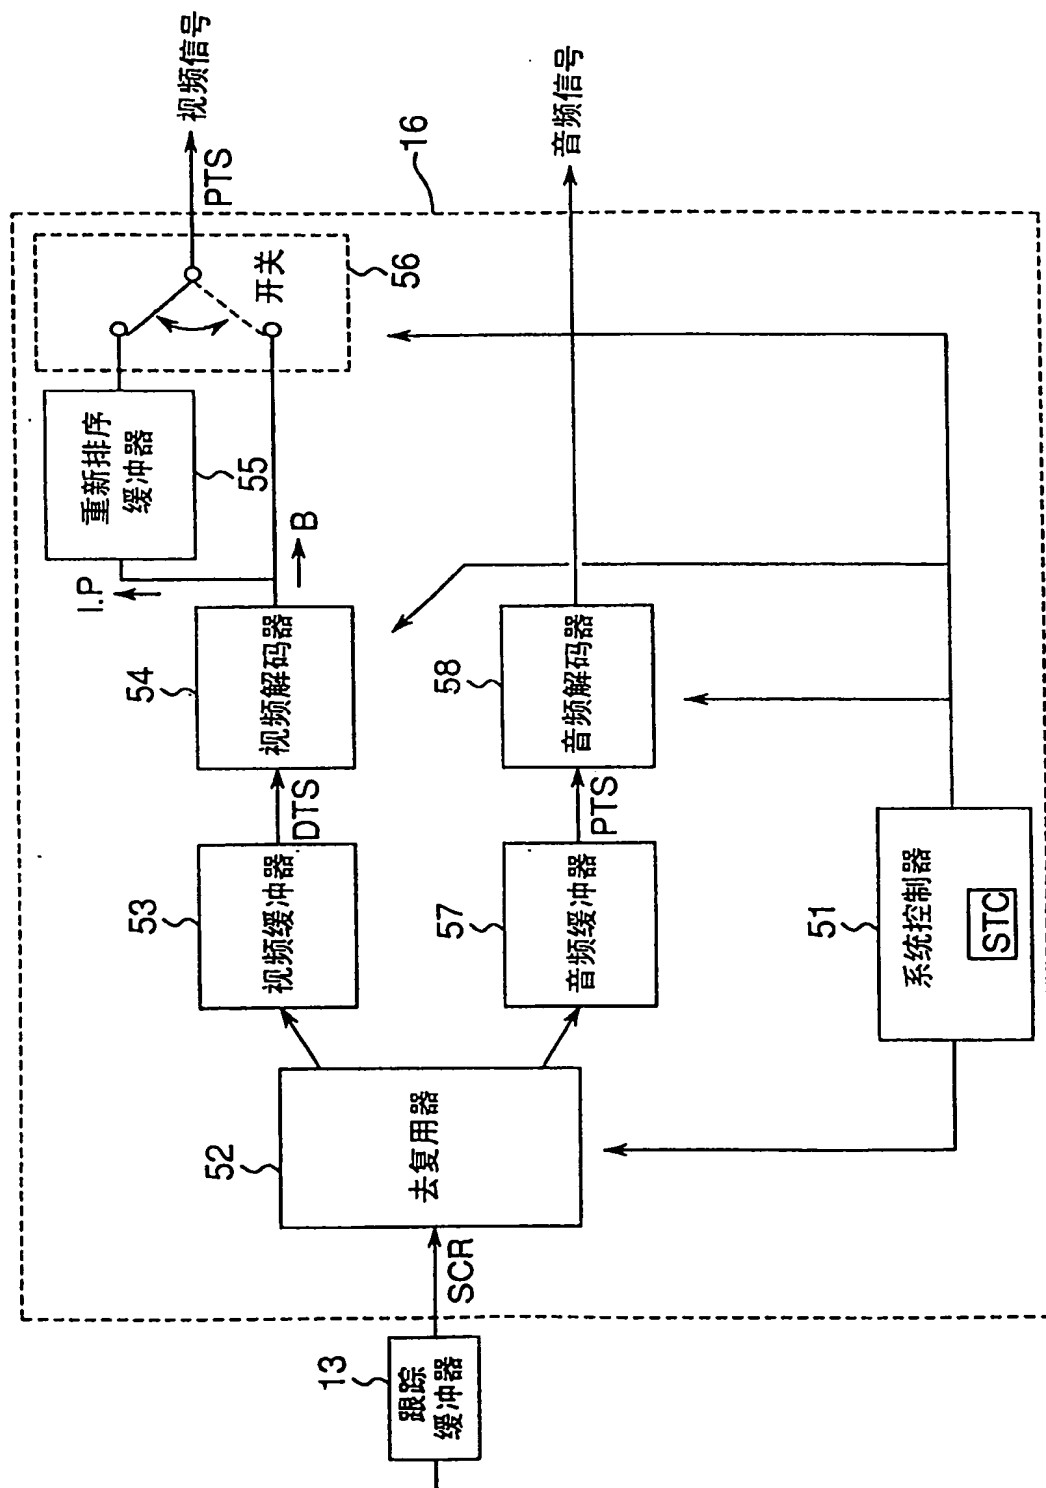 13
跟踪
缓冲器
SCR
52
去复用器
53
视频缓冲器
DTS
54
视频解码器
I.P
B
重新排序
缓冲器
55
开关
56
PTS
视频信号
57
音频缓冲器
PTS
58
音频解码器
16
音频信号
51
系统控制器
STC